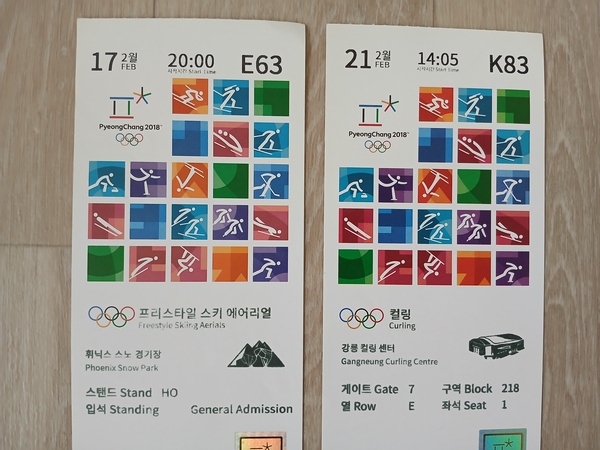 17 2월 FEB 20:00 시작시간 Start Time E63
PyeongChang 2018™
프리스타일 스키 에어리얼
Freestyle Skiing Aerials
휘닉스 스노 경기장
Phoenix Snow Park
스탠드 Stand HO
입석 Standing General Admission
21 2월 FEB 14:05 시작시간 Start Time K83
PyeongChang 2018™
컬링
Curling
강릉 컬링 센터
Gangneung Curling Centre
게이트 Gate 7 구역 Block 218
열 Row E 좌석 Seat 1